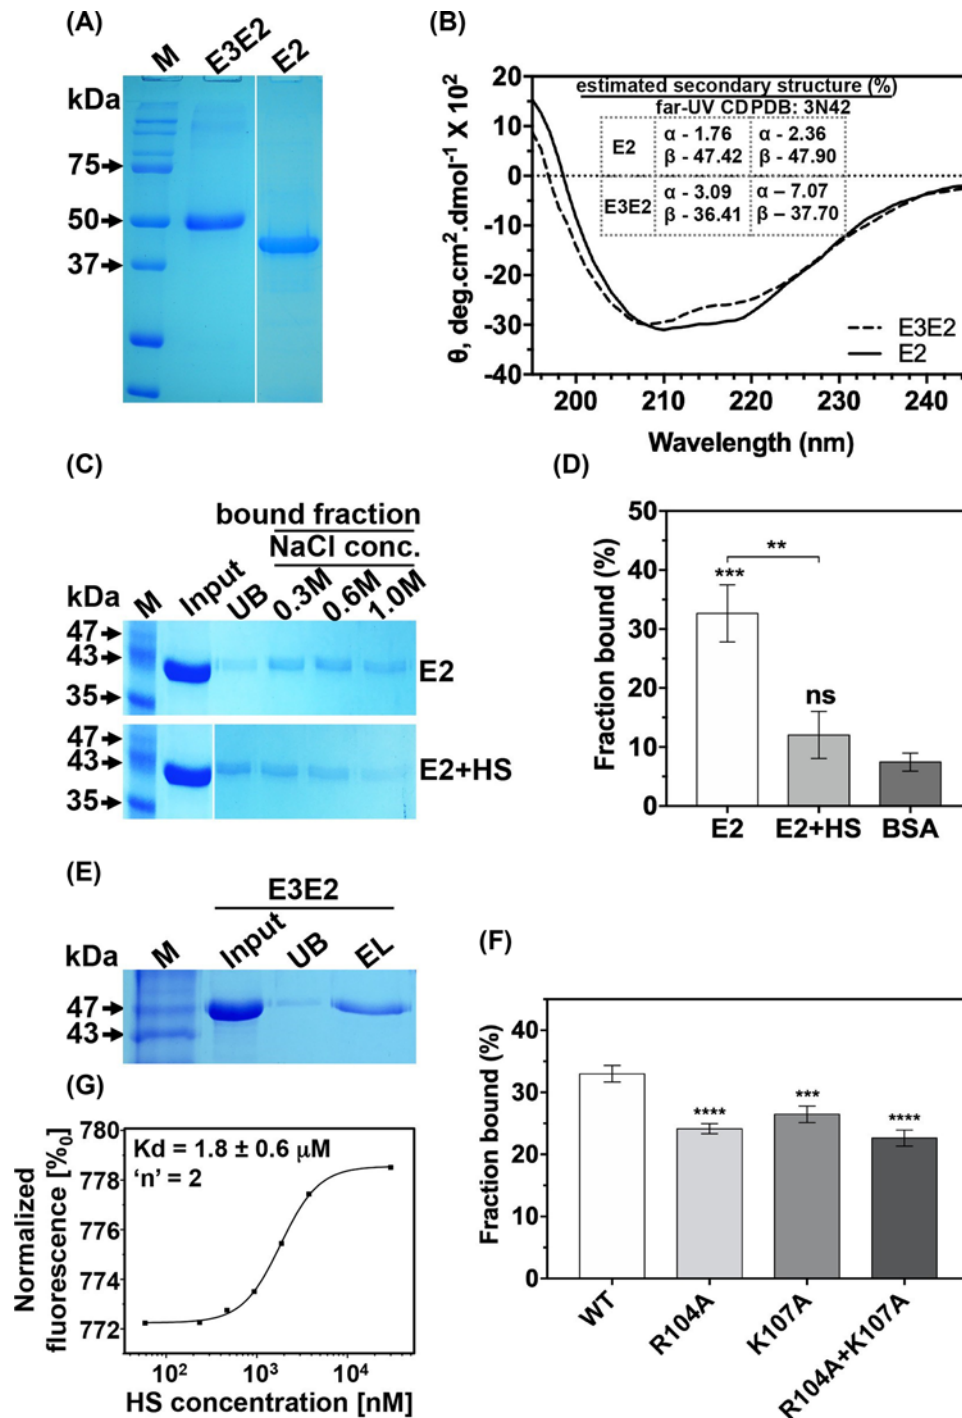 (A)
M E3E2 E2
kDa
75
50
37
(B)
estimated secondary structure (%)
far-UV CD PDB: 3N42
E2
α - 1.76
β - 47.42
α - 2.36
β - 47.90
E3E2
α - 3.09
β - 36.41
α – 7.07
β – 37.70
θ, deg.cm².dmol⁻¹ X 10²
20
10
0
-10
-20
-30
-40
E3E2
E2
200 210 220 230 240
Wavelength (nm)
(C)
bound fraction
NaCl conc.
kDa
M Input UB 0.3M 0.6M 1.0M
47
43
35
E2
47
43
35
E2+HS
(D)
Fraction bound (%)
50
40
30
20
10
0
**
***
ns
E2 E2+HS BSA
(E)
E3E2
kDa
M Input UB EL
47
43
(F)
Fraction bound (%)
40
30
20
10
0
****
***
****
WT R104A K107A R104A+K107A
(G)
Normalized
fluorescence [%₀]
780
778
776
774
772
Kd = 1.8 ± 0.6 μM
‘n’ = 2
10² 10³ 10⁴
HS concentration [nM]